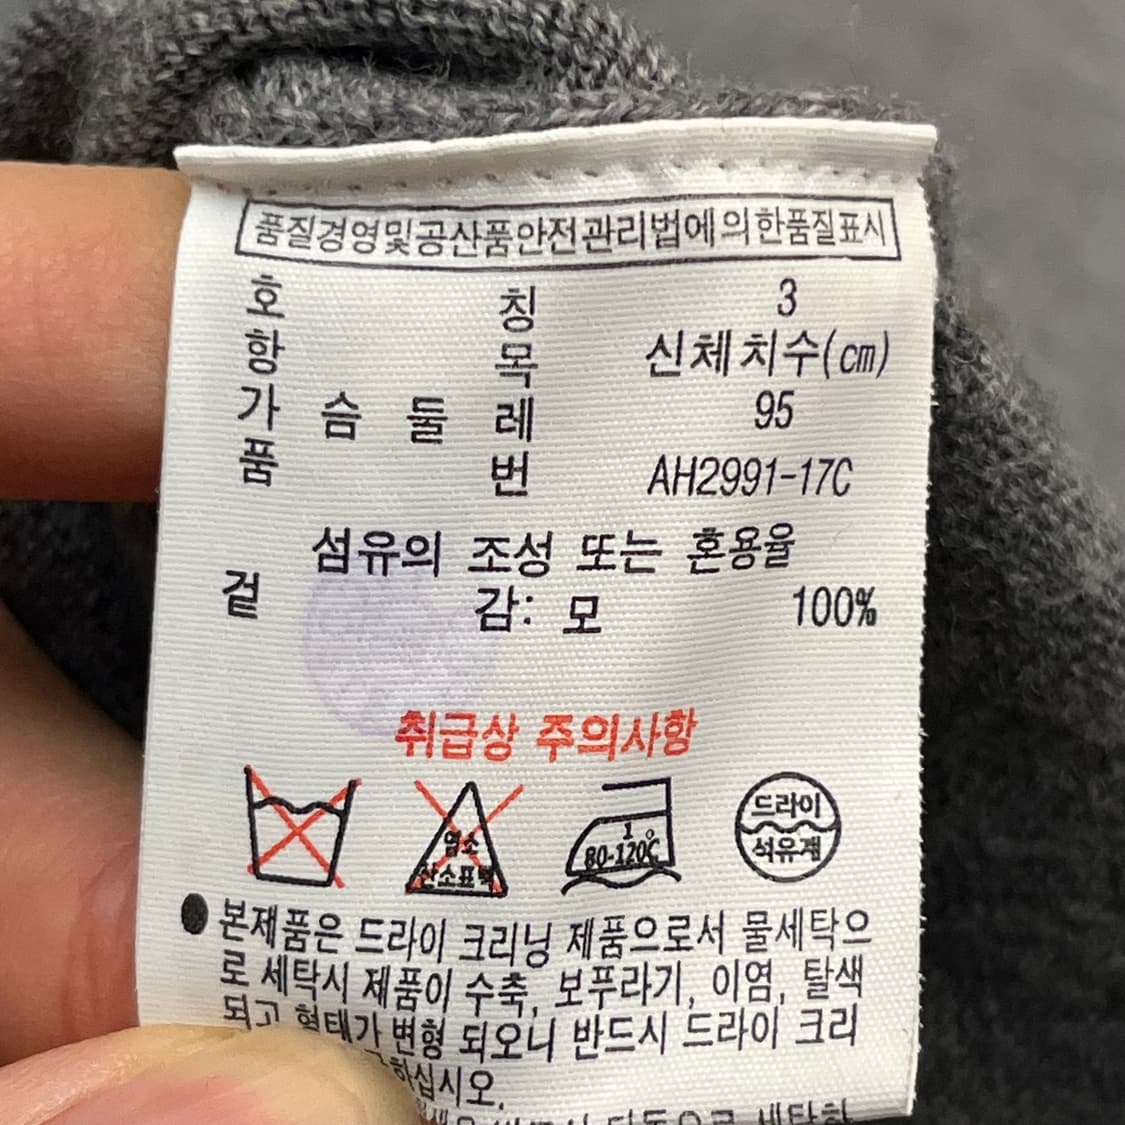 품질경영및공산품안전관리법에의한품질표시
호 칭 3
항 목 신체치수(cm)
가 슴 둘 레 95
품 번 AH2991-17C
섬유의 조성 또는 혼용율
겉 감: 모 100%
취급상 주의사항
염소
산소표백
1
80-120℃
드라이
석유계
●본제품은 드라이 크리닝 제품으로서 물세탁으
로 세탁시 제품이 수축, 보푸라기, 이염, 탈색
되고 형태가 변형 되오니 반드시 드라이 크리
하십시오.